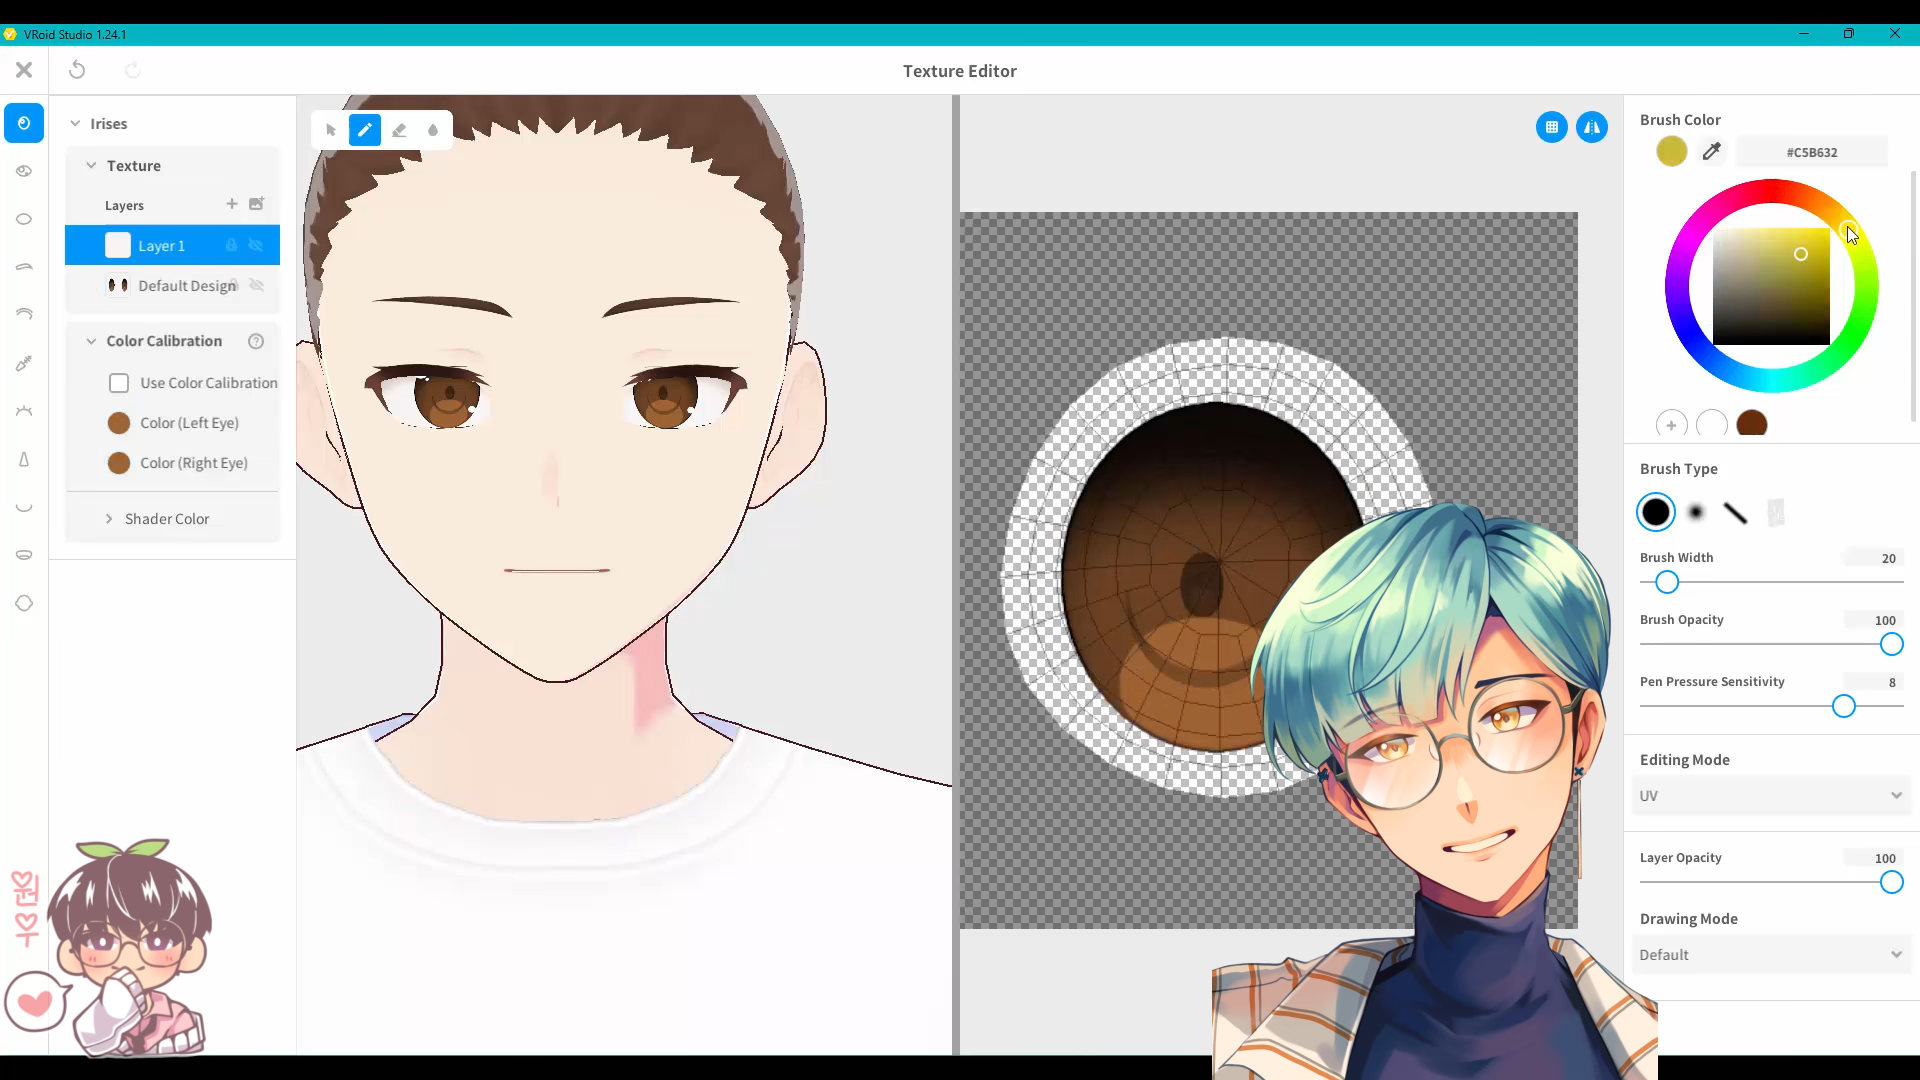 VRoid Studio 1.24.1
Texture Editor
Irises
Texture
Layers
Layer 1
Default Design
Color Calibration
?
Use Color Calibration
Color (Left Eye)
Color (Right Eye)
Shader Color
Brush Color
#C5B632
Brush Type
Brush Width
20
Brush Opacity
100
Pen Pressure Sensitivity
8
Editing Mode
UV
Layer Opacity
100
Drawing Mode
Default
원
우